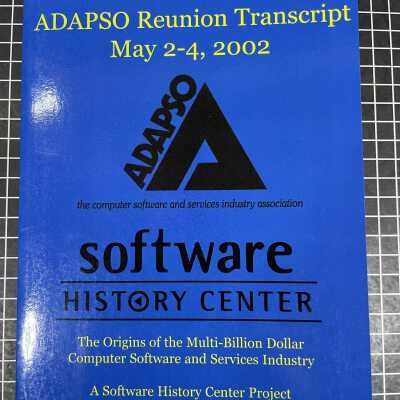 ADAPSO Reunion Transcript
May 2-4, 2002
ADAPSO
the computer software and services industry association
software
HISTORY CENTER
The Origins of the Multi-Billion Dollar
Computer Software and Services Industry
A Software History Center Project